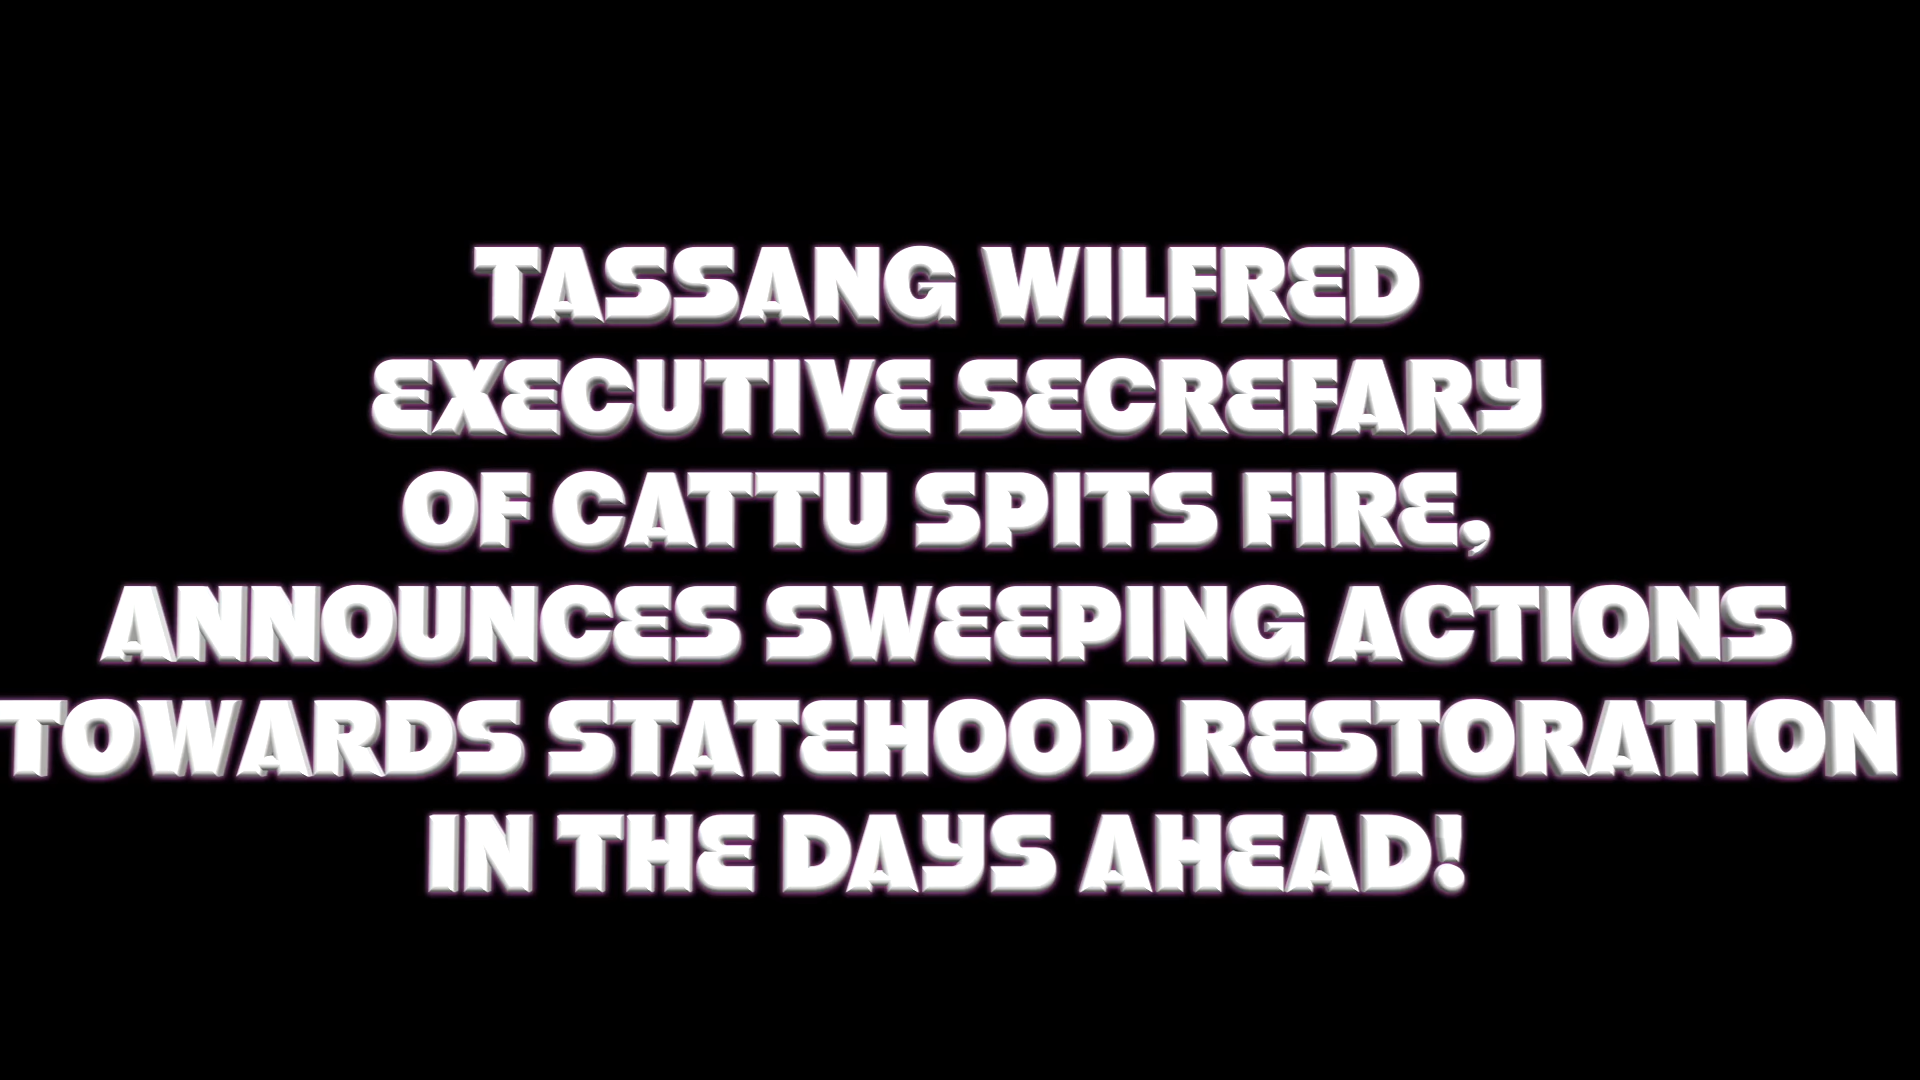 TASSANG WILFRED
EXECUTIVE SECREFARY
OF CATTU SPITS FIRE,
ANNOUNCES SWEEPING ACTIONS
TOWARDS STATEHOOD RESTORATION
IN THE DAYS AHEAD!